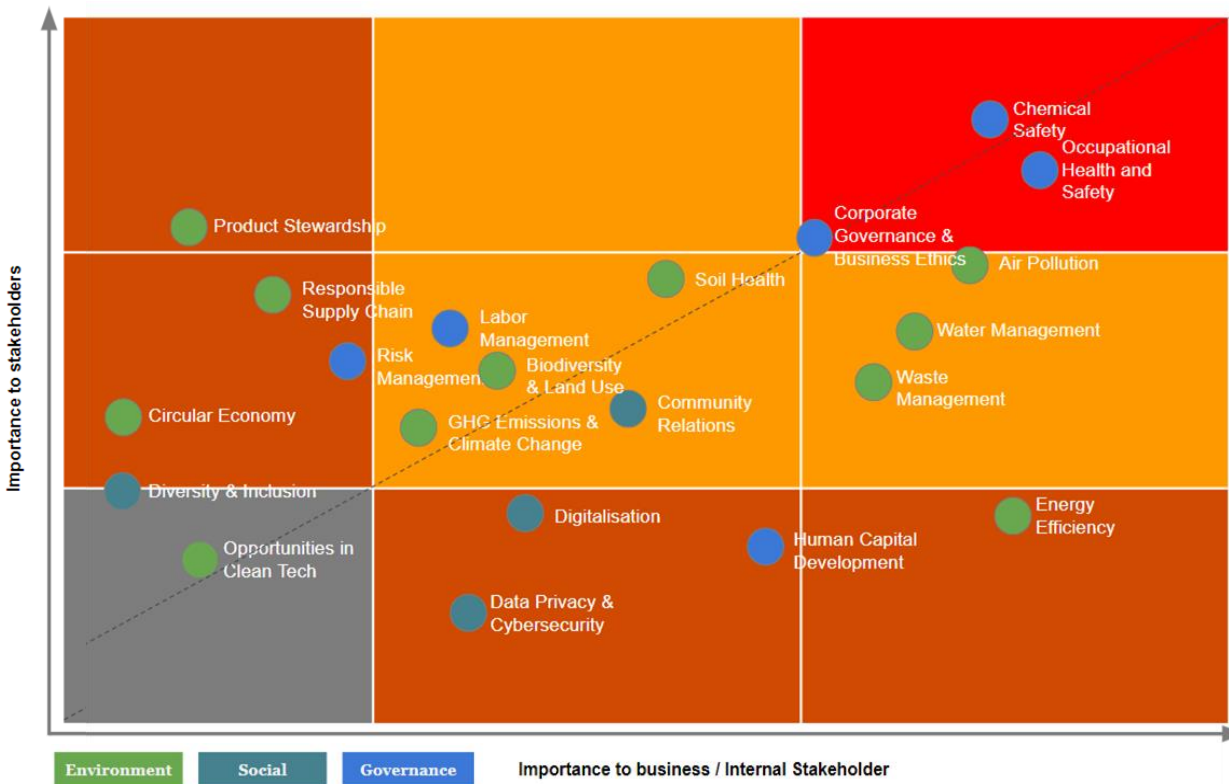 Importance to stakeholders
Chemical
Safety
Occupational
Health and
Safety
Product Stewardship
Corporate
Governance &
Business Ethics
Air Pollution
Soil Health
Responsible
Supply Chain
Labor
Management
Water Management
Risk
Management
Biodiversity
& Land Use
Waste
Management
Circular Economy
GHG Emissions &
Climate Change
Community
Relations
Diversity & Inclusion
Digitalisation
Energy
Efficiency
Opportunities in
Clean Tech
Human Capital
Development
Data Privacy &
Cybersecurity
Environment
Social
Governance
Importance to business / Internal Stakeholder